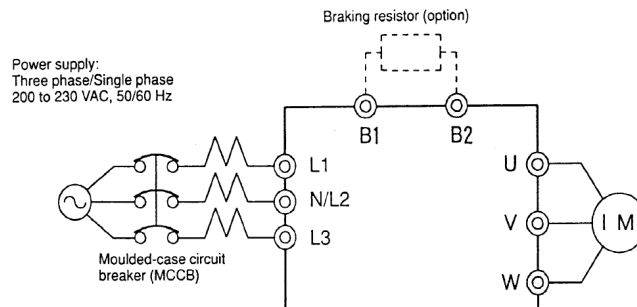 Braking resistor (option)
Power supply:
Three phase/Single phase
200 to 230 VAC, 50/60 Hz
B1
B2
L1
U
N/L2
V
I M
L3
W
Moulded-case circuit
breaker (MCCB)